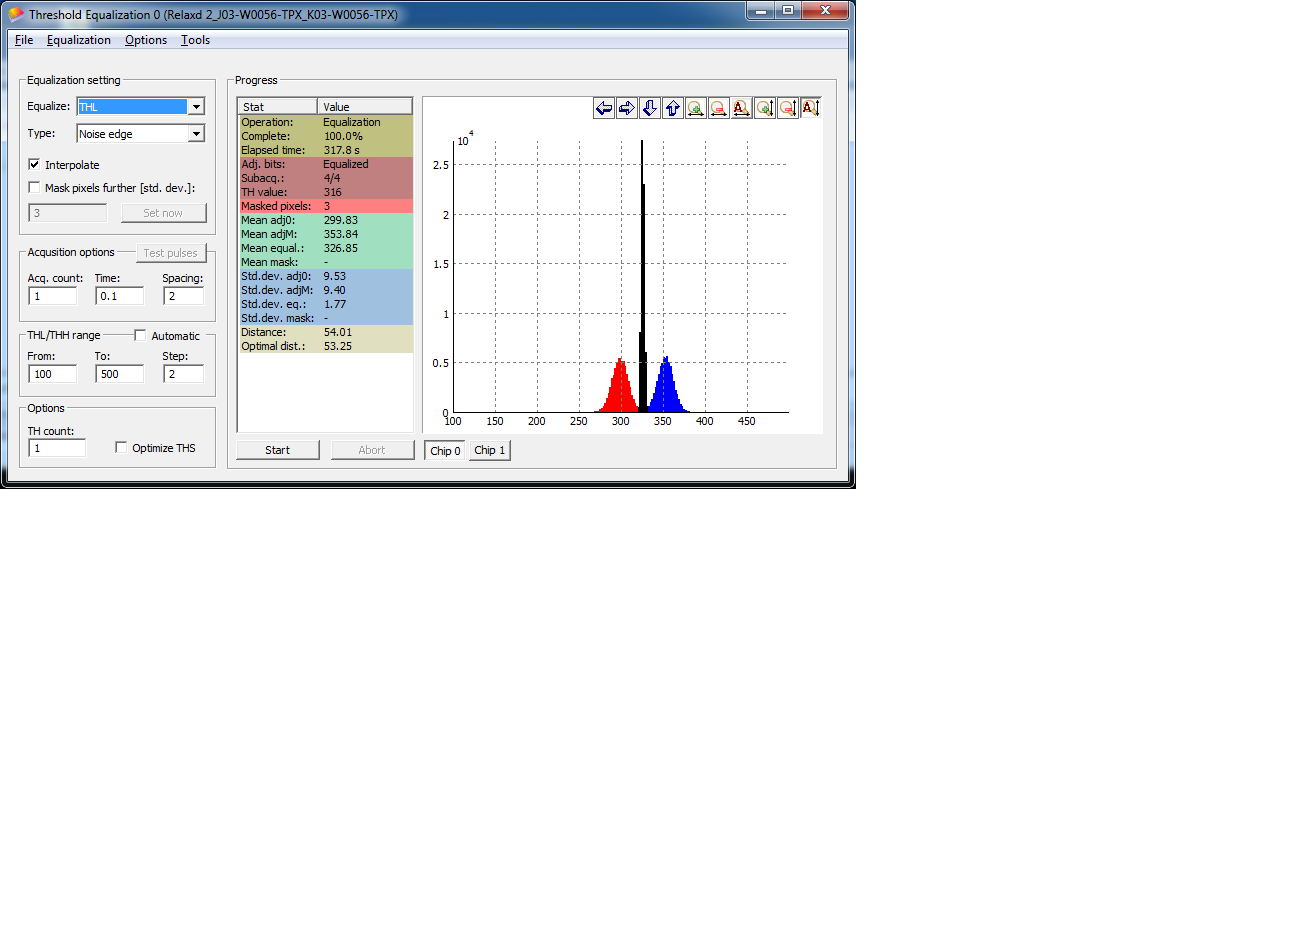 Threshold Equalization 0 (Relaxd 2_J03-W0056-TPX_K03-W0056-TPX)
File Equalization Options Tools
Equalization setting
Equalize: THL
Type: Noise edge
Interpolate
Mask pixels further [std. dev.]:
3 Set now
Acqusition options Test pulses
Acq. count: Time: Spacing:
1 0.1 2
THL/THH range Automatic
From: To: Step:
100 500 2
Options
TH count:
1 Optimize THS
Progress
Stat Value
Operation: Equalization
Complete: 100.0%
Elapsed time: 317.8 s
Adj. bits: Equalized
Subacq.: 4/4
TH value: 316
Masked pixels: 3
Mean adj0: 299.83
Mean adjM: 353.84
Mean equal.: 326.85
Mean mask: -
Std.dev. adj0: 9.53
Std.dev. adjM: 9.40
Std.dev. eq.: 1.77
Std.dev. mask: -
Distance: 54.01
Optimal dist.: 53.25
A A
10^4
2.5
2
1.5
1
0.5
0
100 150 200 250 300 350 400 450
Start Abort Chip 0 Chip 1